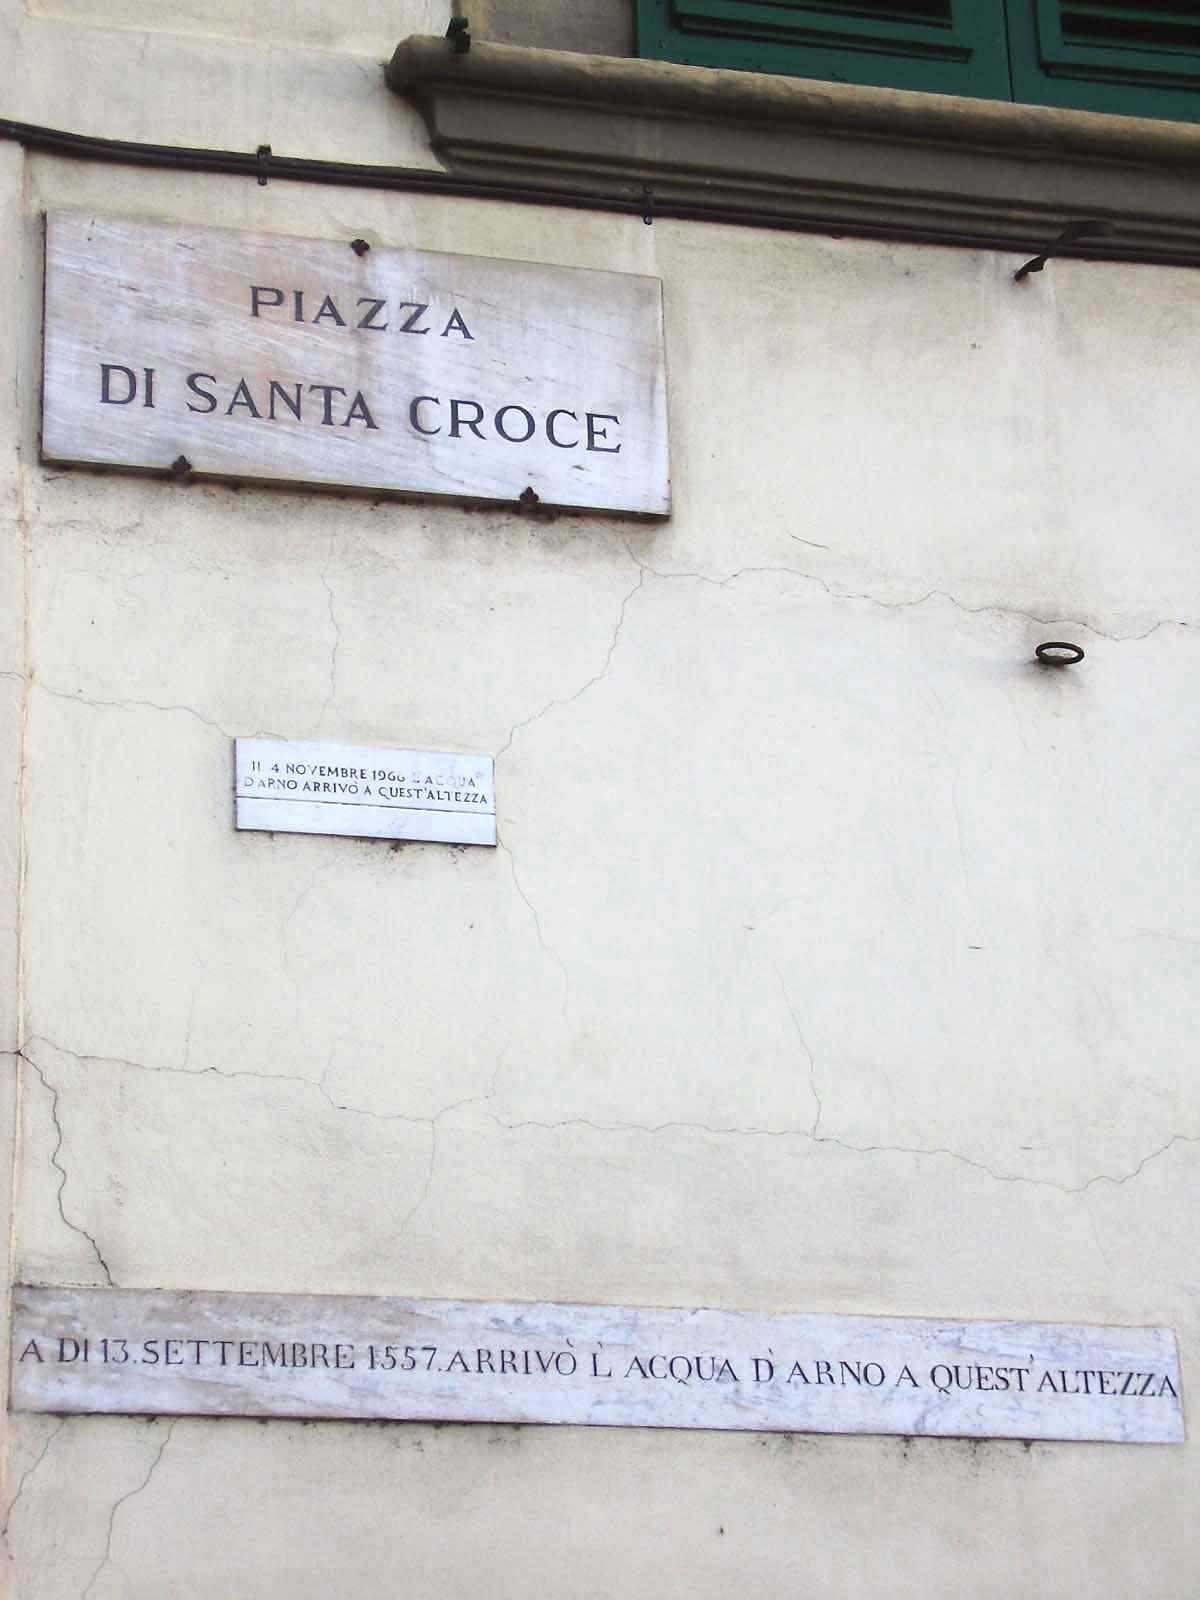 PIAZZA
DI SANTA CROCE
IL 4 NOVEMBRE 1966 L'ACQUA
D'ARNO ARRIVÒ A QUEST'ALTEZZA
A DÌ 13. SETTEMBRE 1557. ARRIVÒ L' ACQUA D' ARNO A QUEST' ALTEZZA